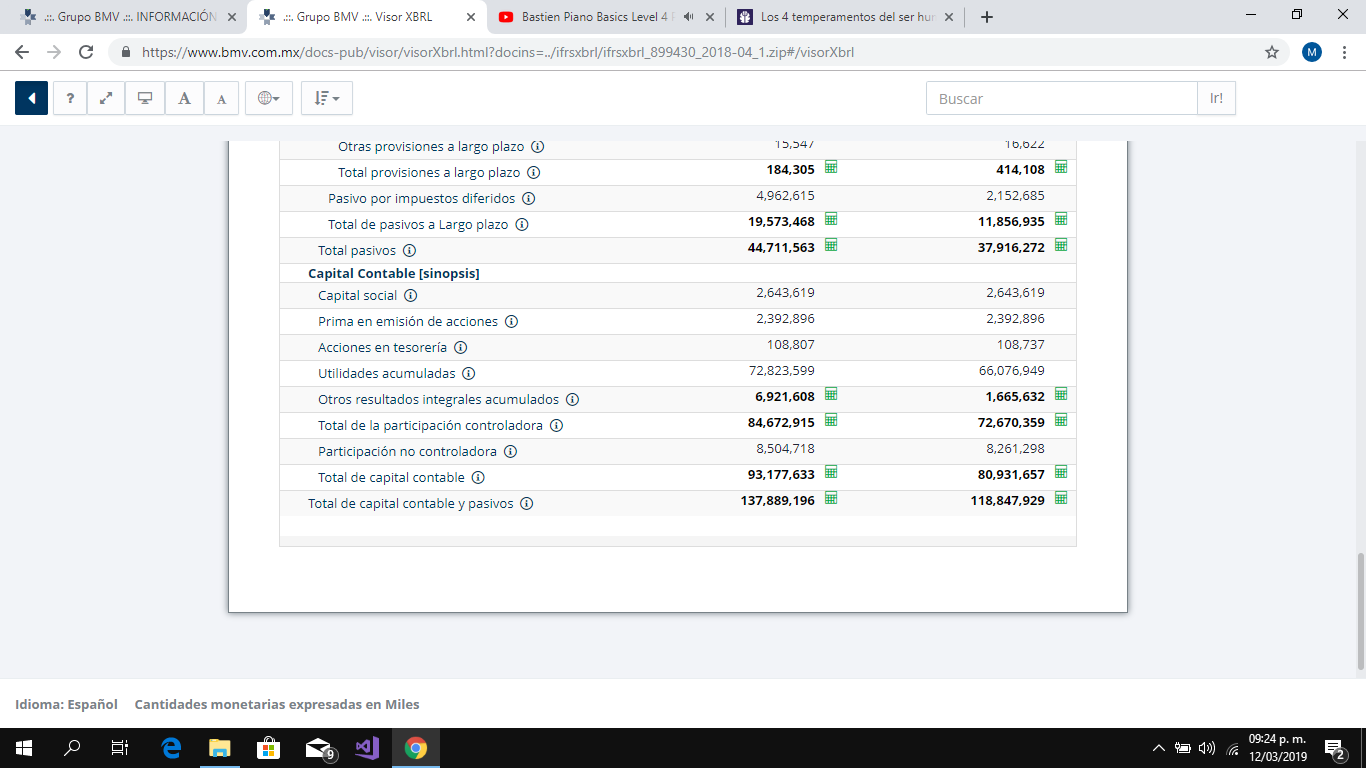 .::. Grupo BMV .::. INFORMACIÓN
.::. Grupo BMV .::. Visor XBRL
Bastien Piano Basics Level 4
Los 4 temperamentos del ser hu
https://www.bmv.com.mx/docs-pub/visor/visorXbrl.html?docins=../ifrsxbrl/ifrsxbrl_899430_2018-04_1.zip#/visorXbrl
M
? A A
Buscar Ir!
Otras provisiones a largo plazo 15,547 16,622
Total provisiones a largo plazo 184,305 414,108
Pasivo por impuestos diferidos 4,962,615 2,152,685
Total de pasivos a Largo plazo 19,573,468 11,856,935
Total pasivos 44,711,563 37,916,272
Capital Contable [sinopsis]
Capital social 2,643,619 2,643,619
Prima en emisión de acciones 2,392,896 2,392,896
Acciones en tesorería 108,807 108,737
Utilidades acumuladas 72,823,599 66,076,949
Otros resultados integrales acumulados 6,921,608 1,665,632
Total de la participación controladora 84,672,915 72,670,359
Participación no controladora 8,504,718 8,261,298
Total de capital contable 93,177,633 80,931,657
Total de capital contable y pasivos 137,889,196 118,847,929
Idioma: Español Cantidades monetarias expresadas en Miles
9
09:24 p. m.
12/03/2019
2